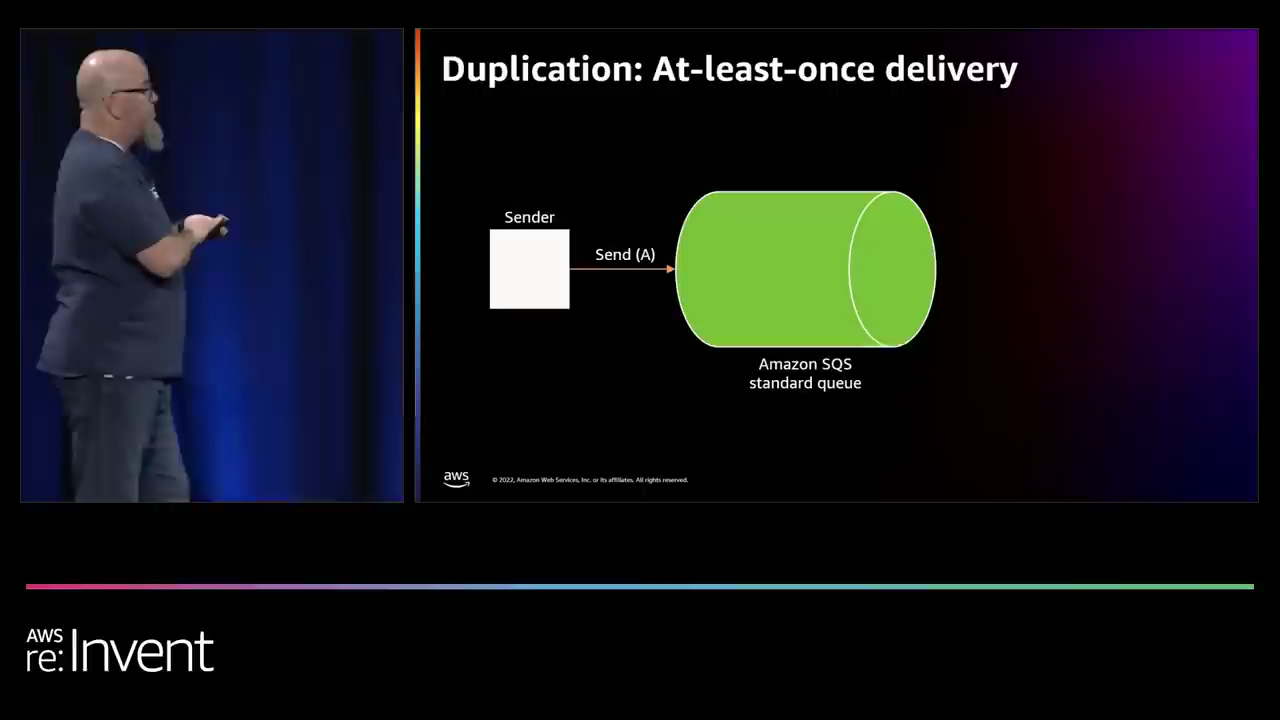 Duplication: At-least-once delivery
Sender
Send (A)
Amazon SQS
standard queue
aws
© 2022, Amazon Web Services, Inc. or its affiliates. All rights reserved.
AWS
re:Invent